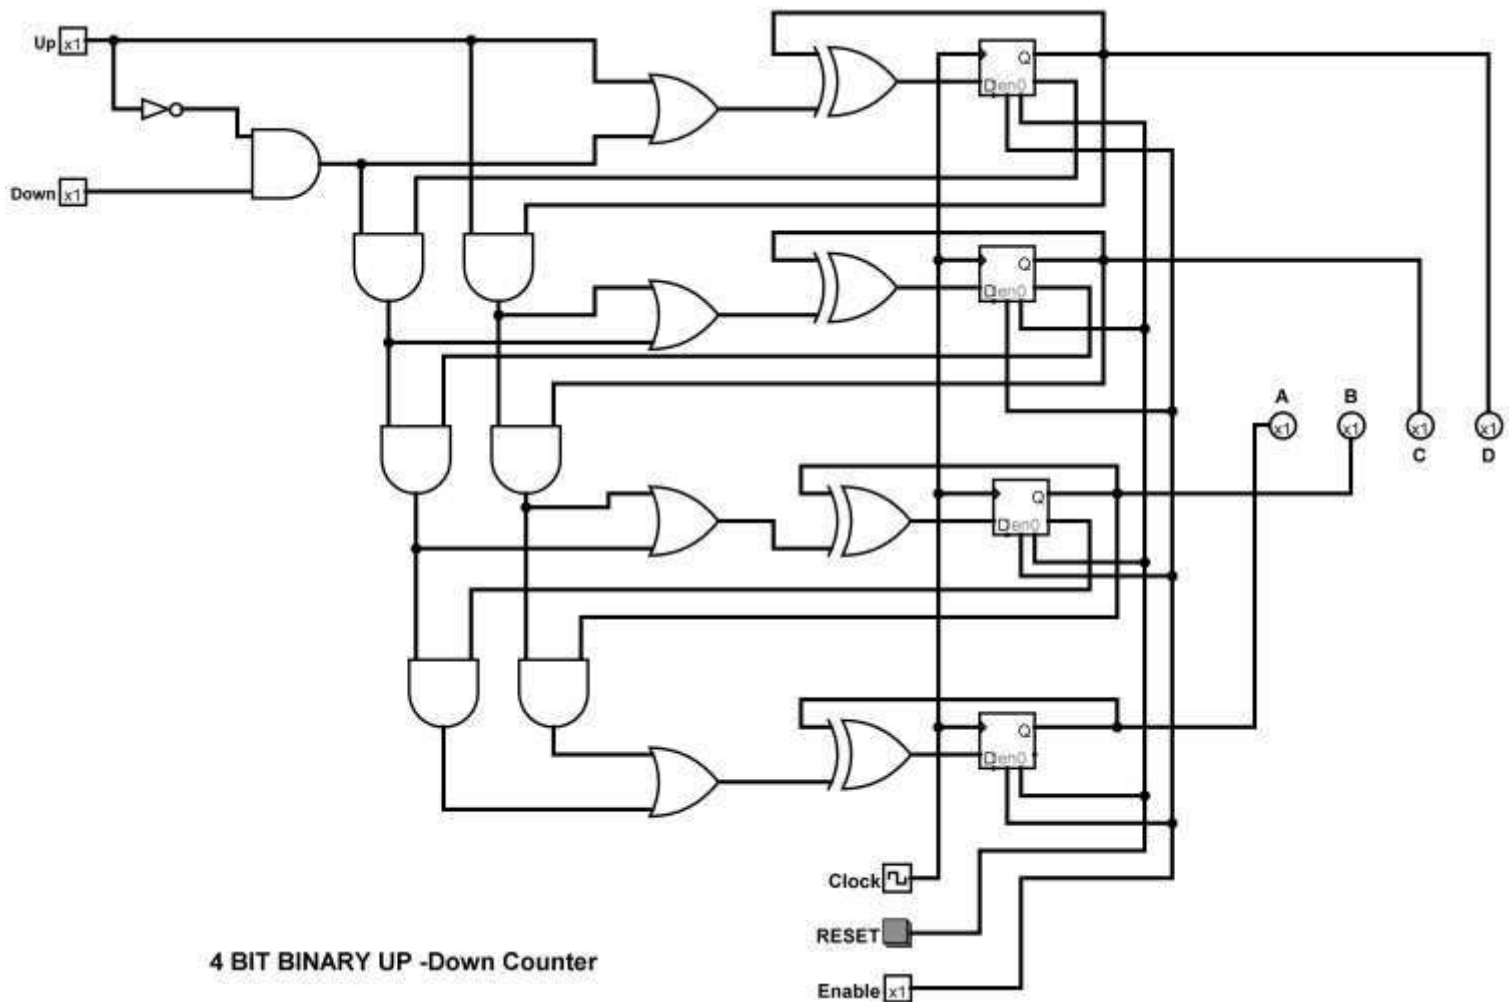 Up x1
Q
D en 0
Down x1
Q
D en 0
A B
x1 x1 x1 x1
C D
Q
D en 0
Q
D en 0
Clock
RESET
4 BIT BINARY UP -Down Counter
Enable x1